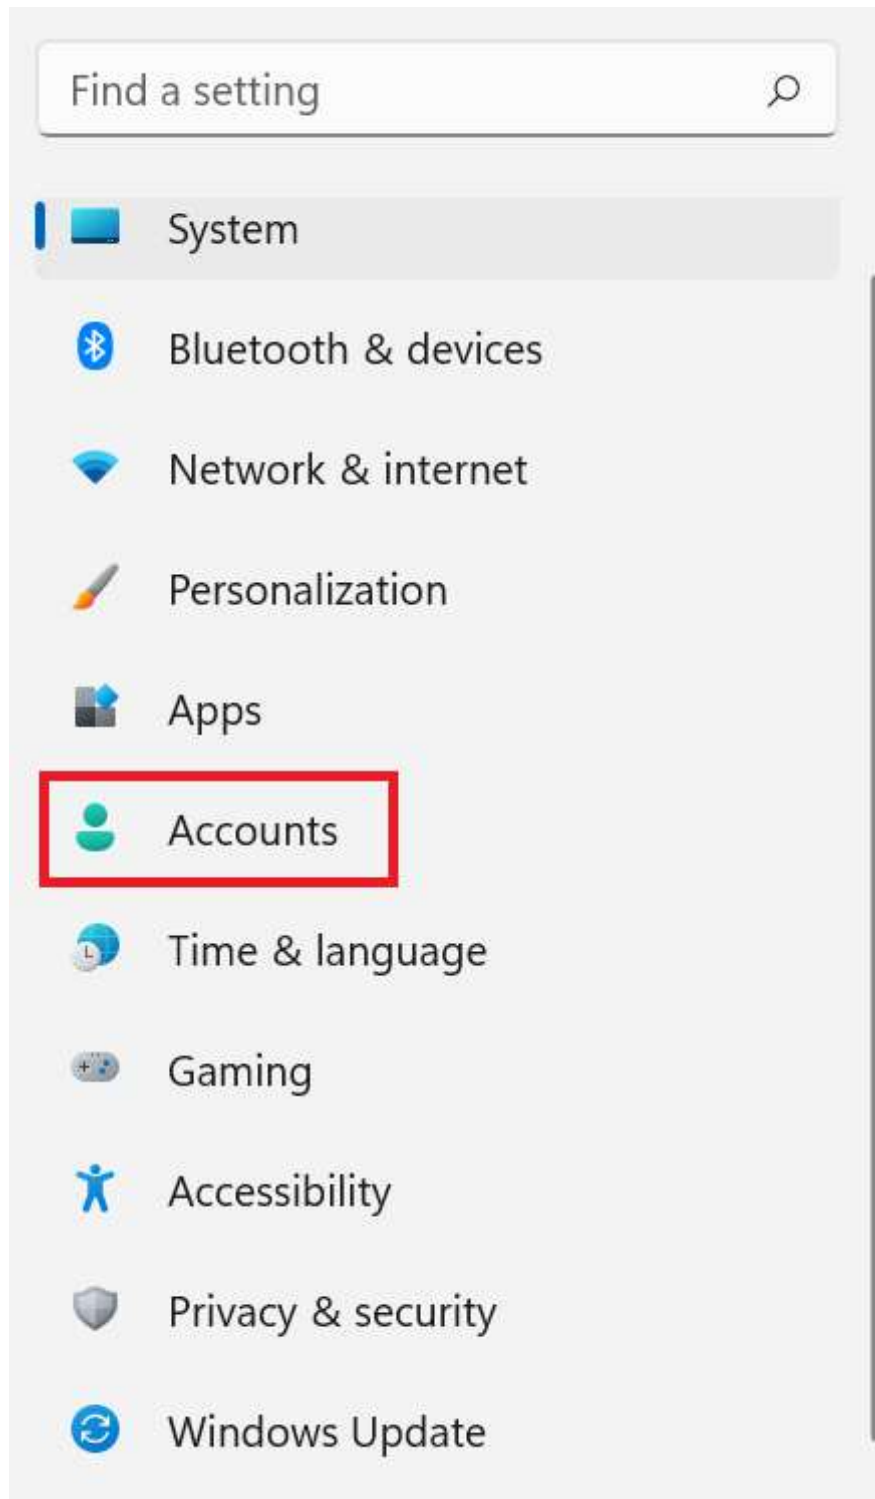 Find a setting
System
Bluetooth & devices
Network & internet
Personalization
Apps
Accounts
Time & language
Gaming
Accessibility
Privacy & security
Windows Update